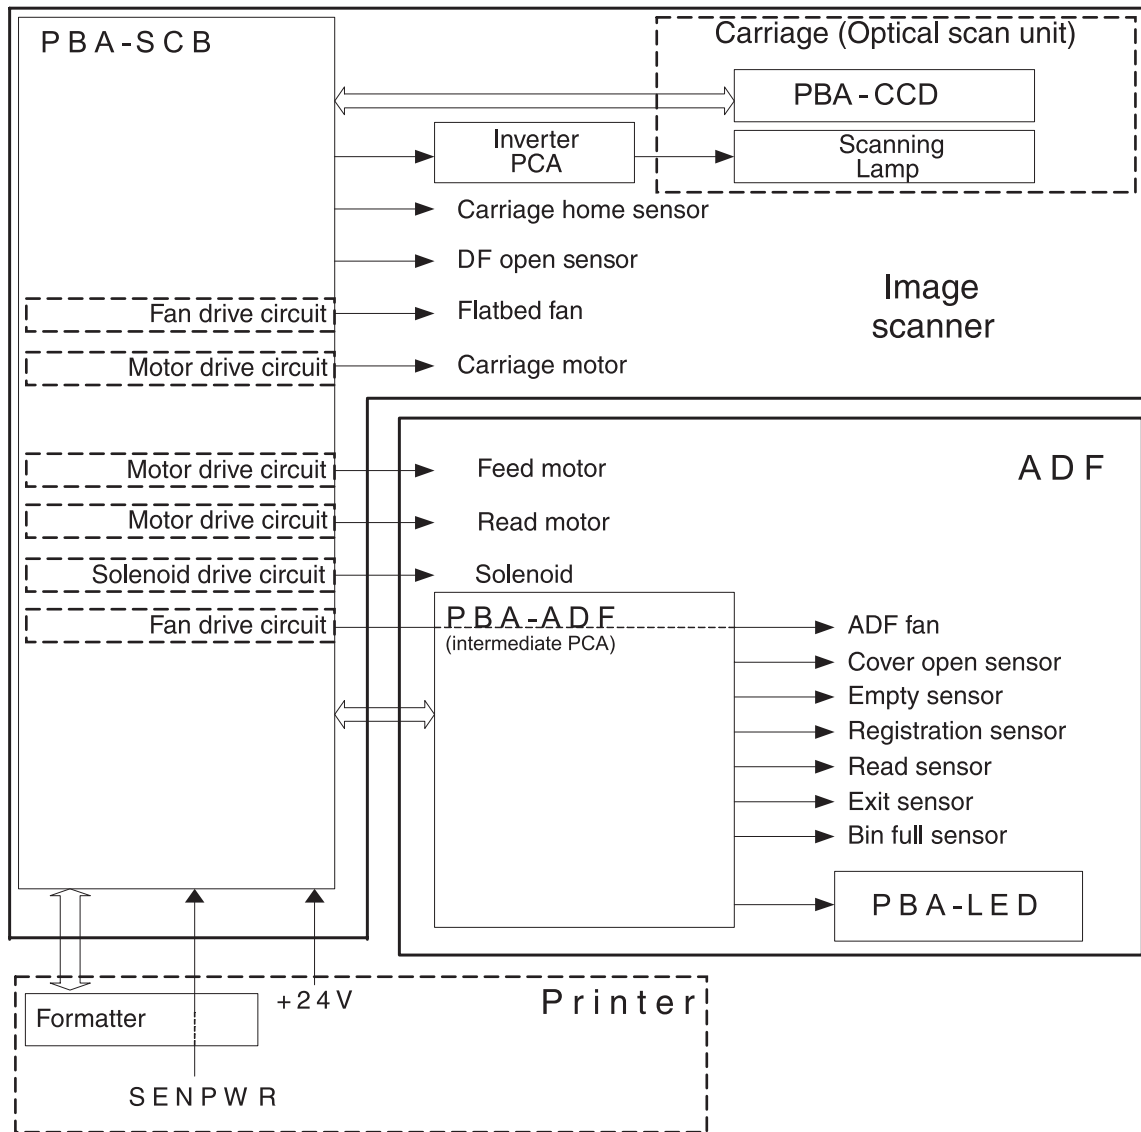 PBA-SCB
Carriage (Optical scan unit)
PBA-CCD
Inverter
PCA
Scanning
Lamp
Carriage home sensor
DF open sensor
Image
scanner
Fan drive circuit
Flatbed fan
Motor drive circuit
Carriage motor
ADF
Motor drive circuit
Feed motor
Motor drive circuit
Read motor
Solenoid drive circuit
Solenoid
Fan drive circuit
PBA-ADF
(intermediate PCA)
ADF fan
Cover open sensor
Empty sensor
Registration sensor
Read sensor
Exit sensor
Bin full sensor
PBA-LED
Printer
+24V
Formatter
SENPWR